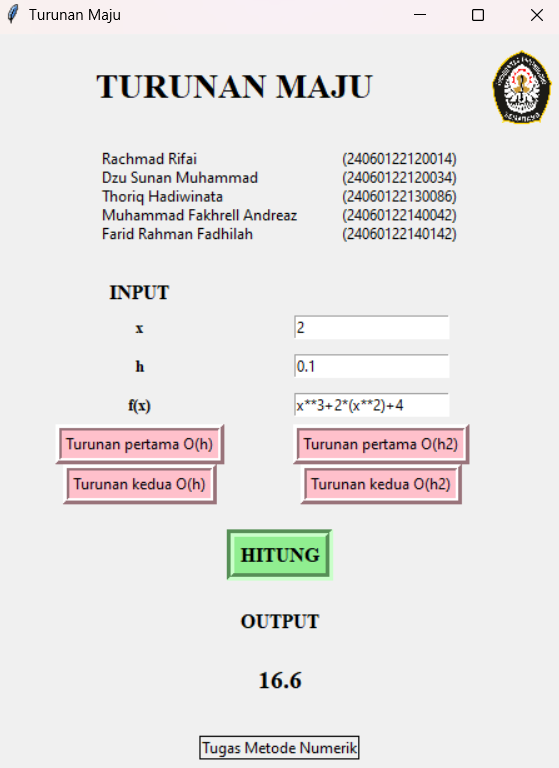 Turunan Maju
TURUNAN MAJU
Rachmad Rifai (24060122120014)
Dzu Sunan Muhammad (24060122120034)
Thoriq Hadiwinata (24060122130086)
Muhammad Fakhrell Andreaz (24060122140042)
Farid Rahman Fadhilah (24060122140142)
INPUT
x 2
h 0.1
f(x) x**3+2*(x**2)+4
Turunan pertama O(h) Turunan pertama O(h2)
Turunan kedua O(h) Turunan kedua O(h2)
HITUNG
OUTPUT
16.6
Tugas Metode Numerik